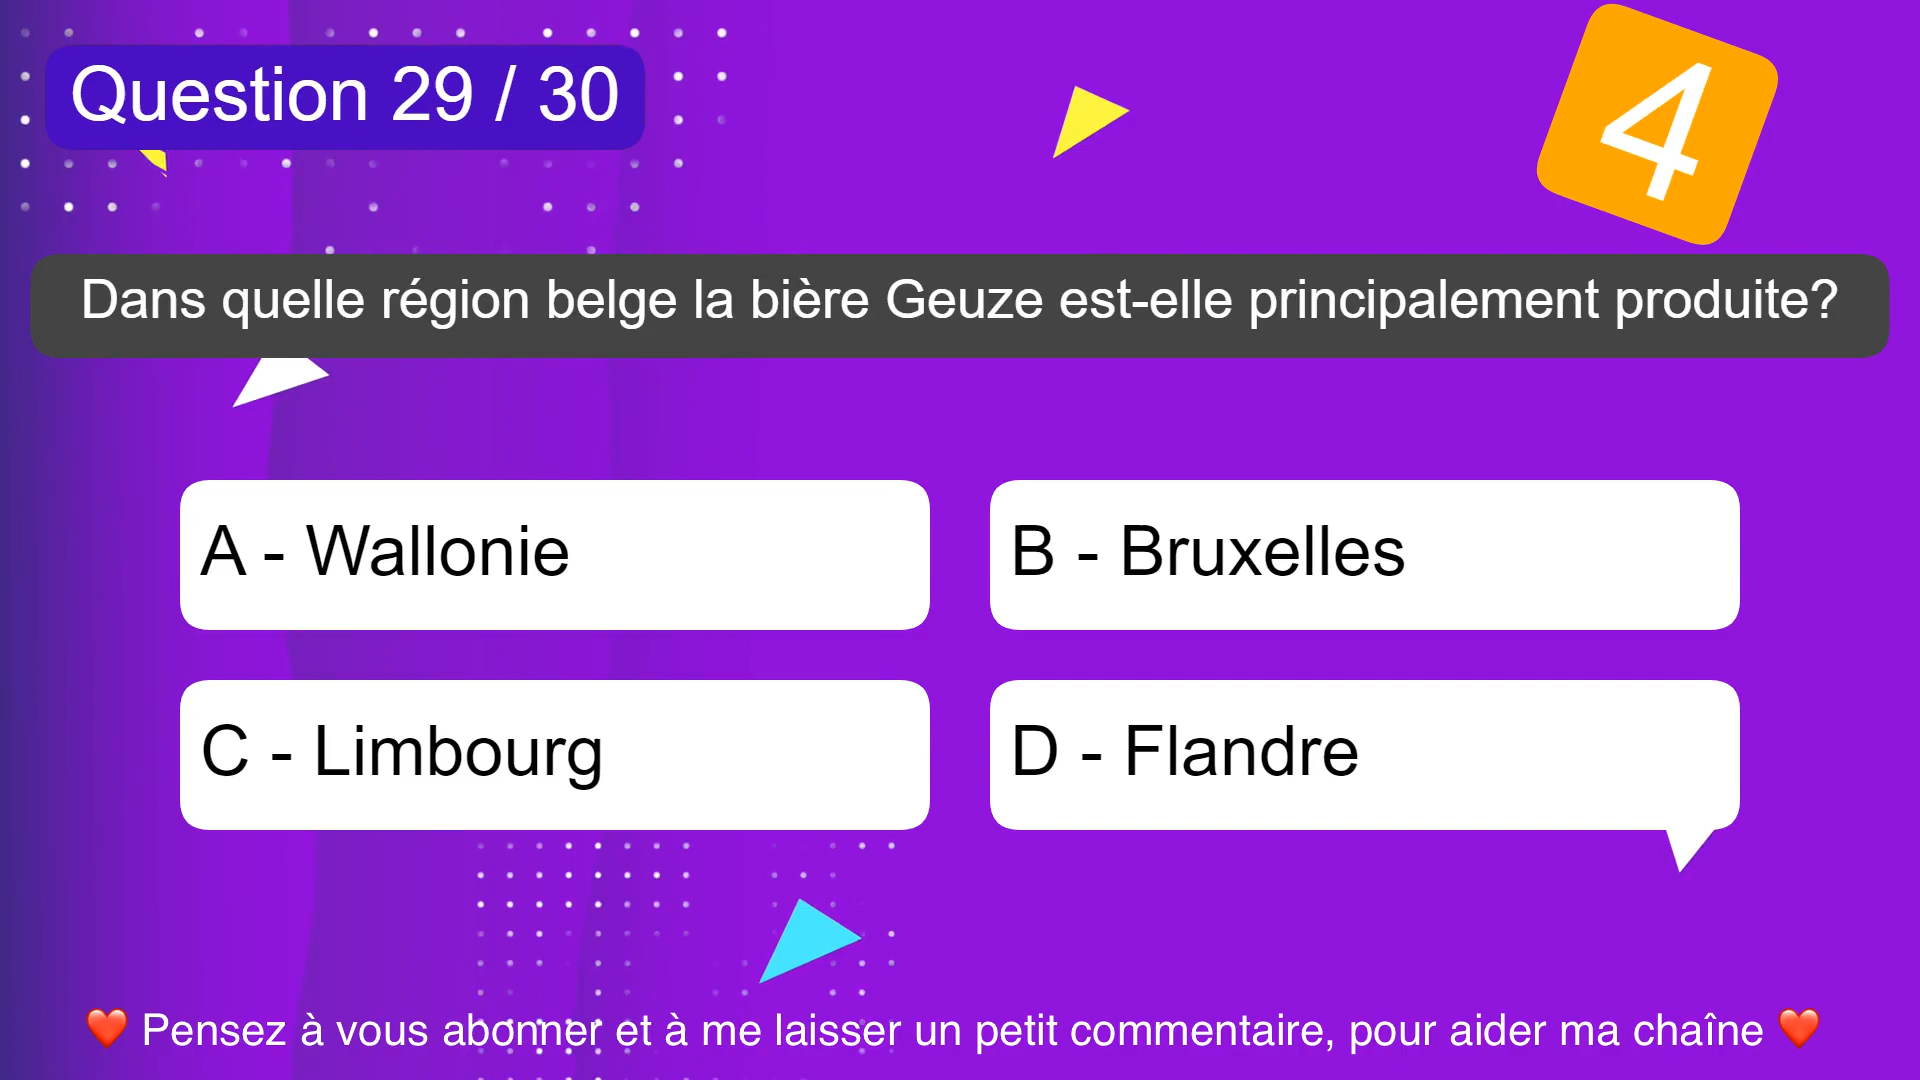 Question 29 / 30
4
Dans quelle région belge la bière Geuze est-elle principalement produite?
A - Wallonie
B - Bruxelles
C - Limbourg
D - Flandre
❤️ Pensez à vous abonner et à me laisser un petit commentaire, pour aider ma chaîne ❤️